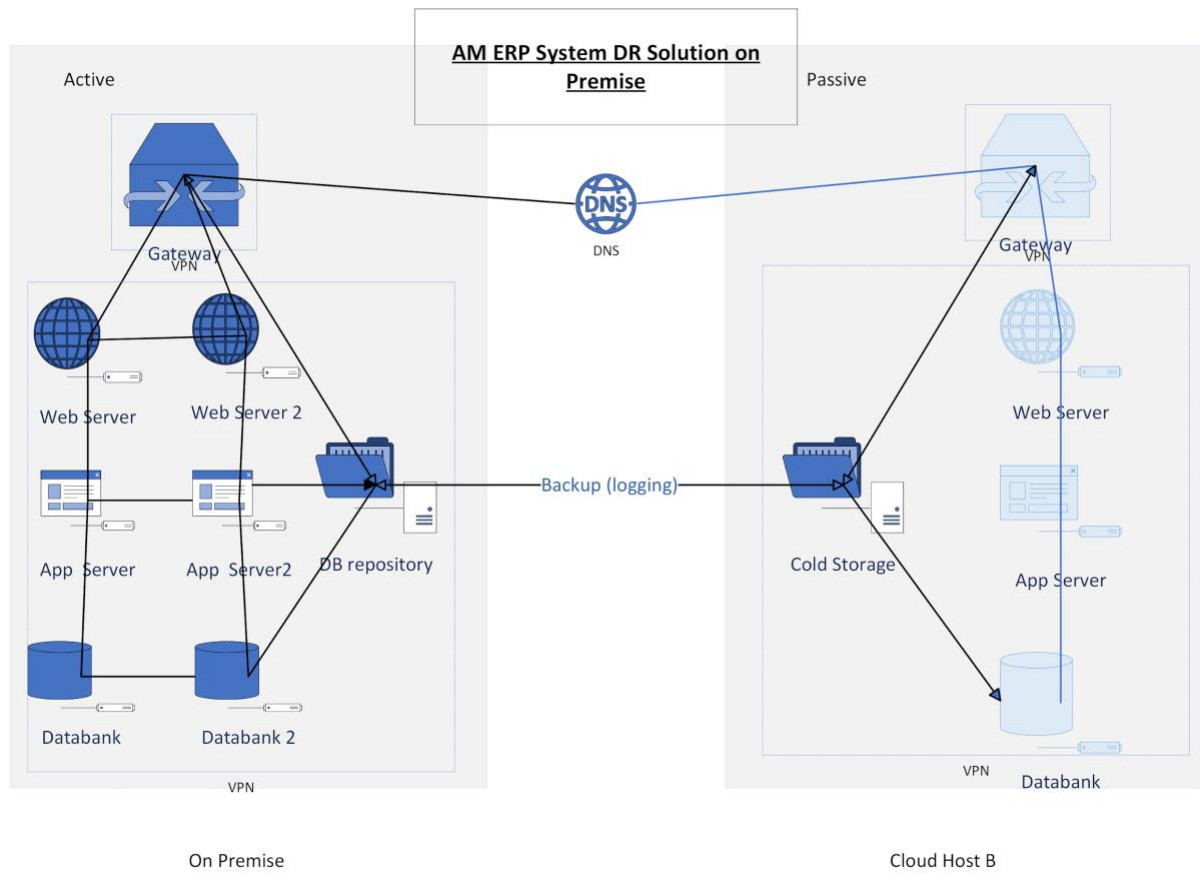 AM ERP System DR Solution on
Premise
Active
Passive
DNS
DNS
Gateway
VPN
Gateway
VPN
Web Server
Web Server 2
Web Server
Backup (logging)
App  Server
App  Server2
DB repository
Cold Storage
App Server
Databank
Databank 2
VPN
VPN
Databank
On Premise
Cloud Host B